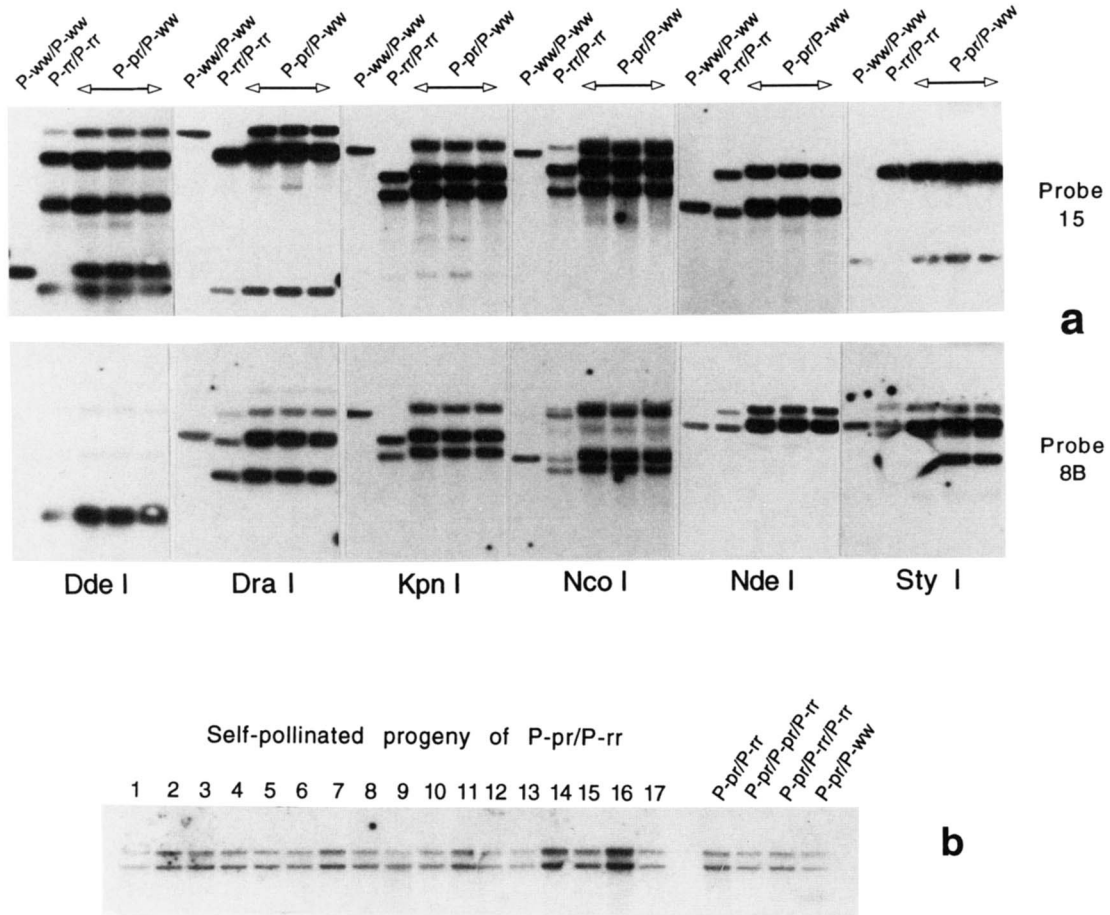 P-ww/P-ww P-rr/P-rr P-pr/P-ww P-ww/P-ww P-rr/P-rr P-pr/P-ww P-ww/P-ww P-rr/P-rr P-pr/P-ww P-ww/P-ww P-rr/P-rr P-pr/P-ww P-ww/P-ww P-rr/P-rr P-pr/P-ww P-ww/P-ww P-rr/P-rr P-pr/P-ww
Probe
15
a
Probe
8B
Dde I Dra I Kpn I Nco I Nde I Sty I
Self-pollinated progeny of P-pr/P-rr
1 2 3 4 5 6 7 8 9 10 11 12 13 14 15 16 17
P-pr/P-rr P-pr/P-pr/P-rr P-pr/P-rr/P-rr P-pr/P-ww
b